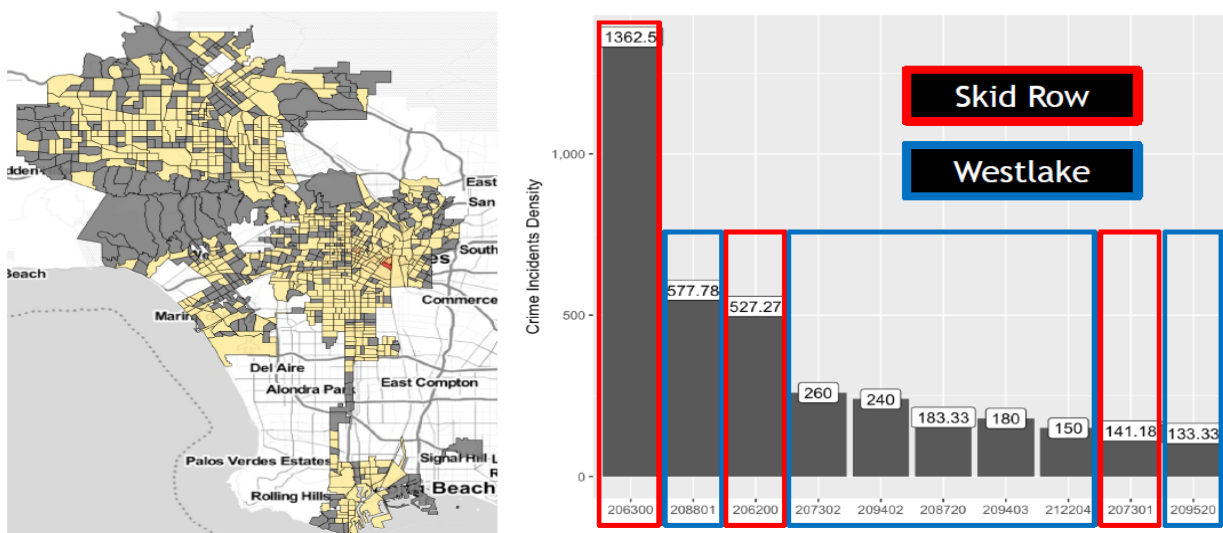 dden
East
San
South
es
Beach
Commerce
Marin
Del Aire
Alondra Park
East Compton
Palos Verdes Estates
Signal Hill
Rolling Hills
Beach
Crime Incidents Density
1,000
500
0
1362.5
577.78
527.27
260
240
183.33
180
150
141.18
133.33
Skid Row
Westlake
206300
208801
206200
207302
209402
208720
209403
212204
207301
209520